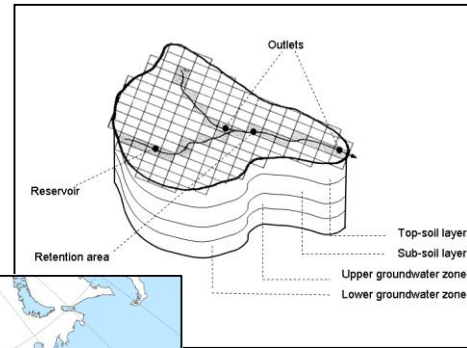 Outlets
Reservoir
Retention area
Top-soil layer
Sub-soil layer
Upper groundwater zone
Lower groundwater zone